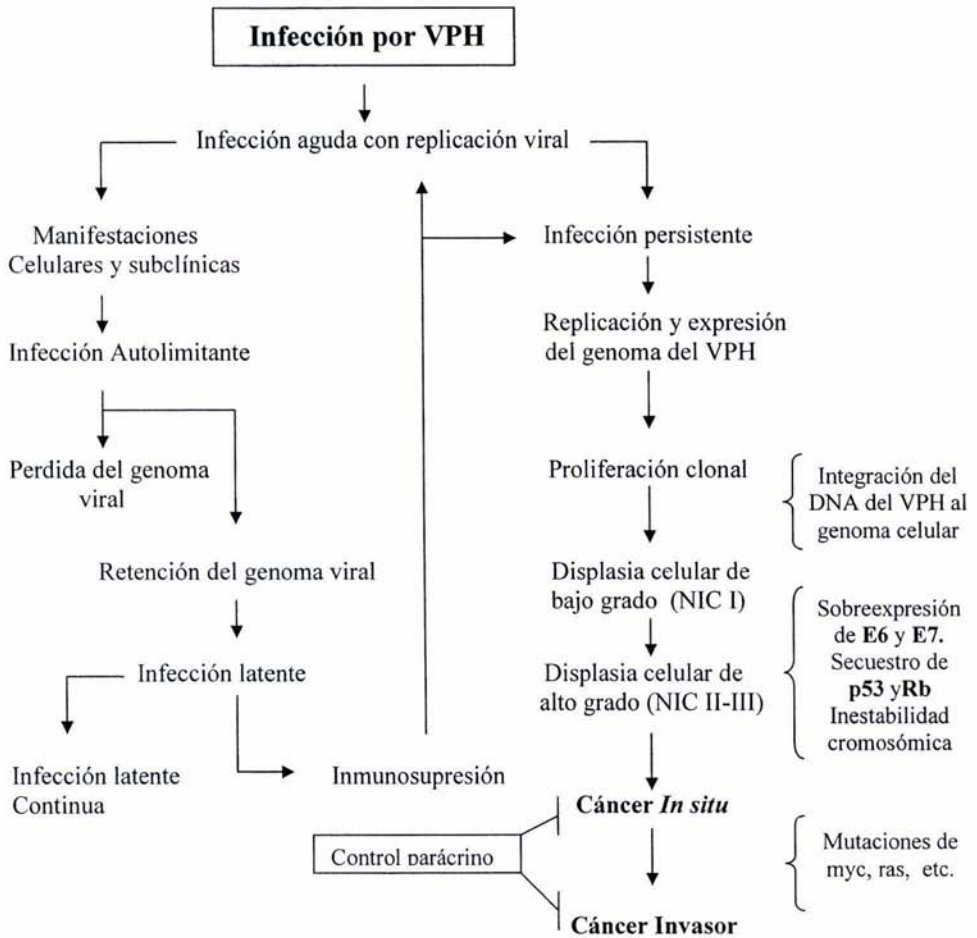 Infección por VPH
Infección aguda con replicación viral
Manifestaciones
Celulares y subclínicas
Infección Autolimitante
Perdida del genoma
viral
Retención del genoma viral
Infección latente
Infección latente
Continua
Inmunosupresión
Infección persistente
Replicación y expresión
del genoma del VPH
Proliferación clonal
Integración del
DNA del VPH al
genoma celular
Displasia celular de
bajo grado (NIC I)
Displasia celular de
alto grado (NIC II-III)
Sobreexpresión
de E6 y E7.
Secuestro de
p53 yRb
Inestabilidad
cromosómica
Cáncer In situ
Control parácrino
Mutaciones de
myc, ras, etc.
Cáncer Invasor